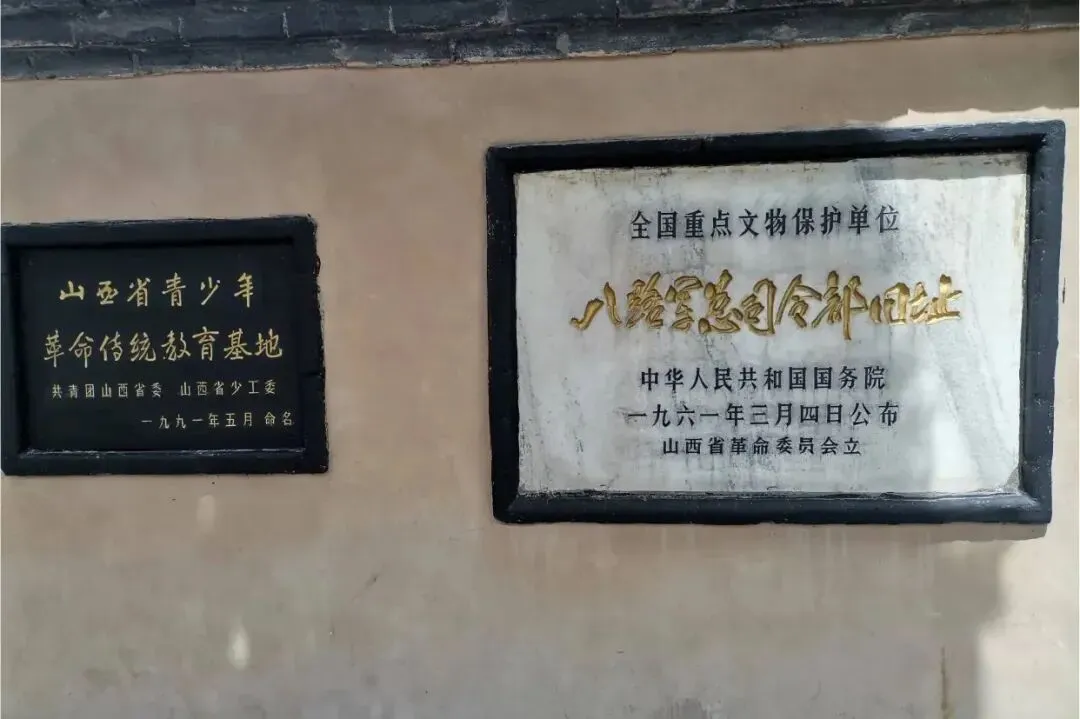 山西省青少年
革命传统教育基地
共青团山西省委 山西省少工委
一九九一年五月 命名
全国重点文物保护单位
八路军总司令部旧址
中华人民共和国国务院
一九六一年三月四日公布
山西省革命委员会立